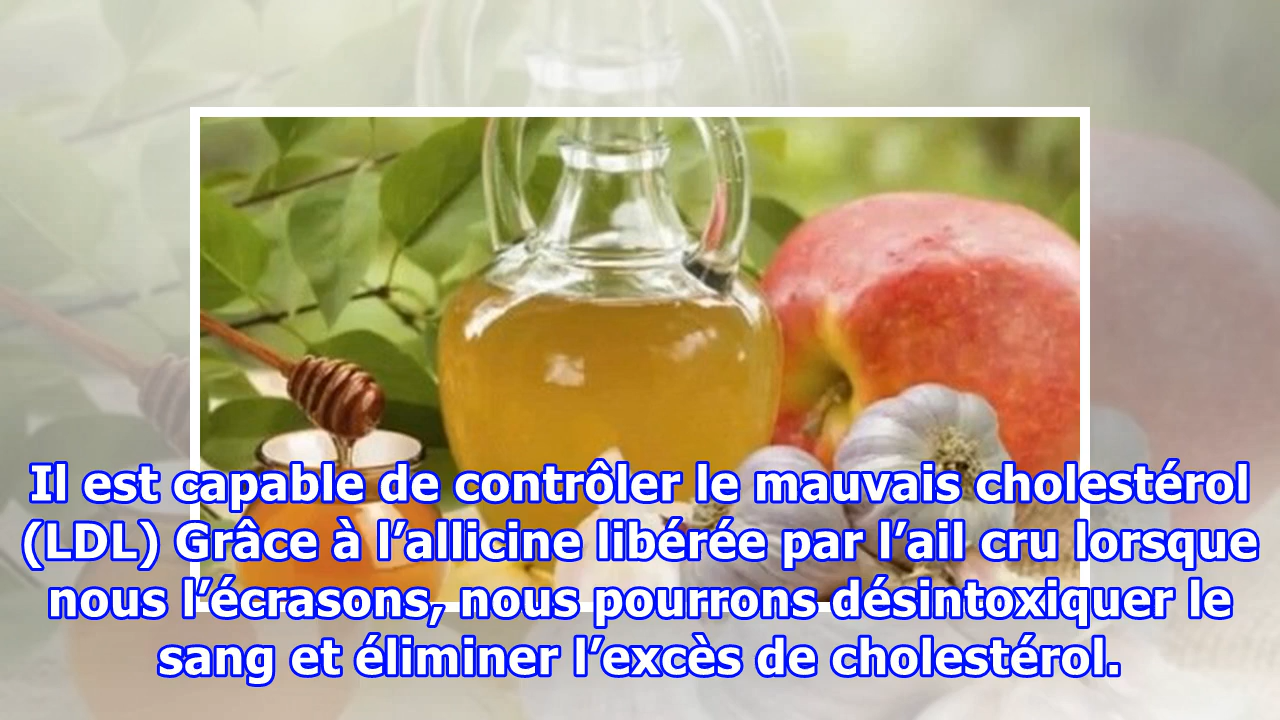 Il est capable de contrôler le mauvais cholestérol
(LDL) Grâce à l’allicine libérée par l’ail cru lorsque
nous l’écrasons, nous pourrons désintoxiquer le
sang et éliminer l’excès de cholestérol.